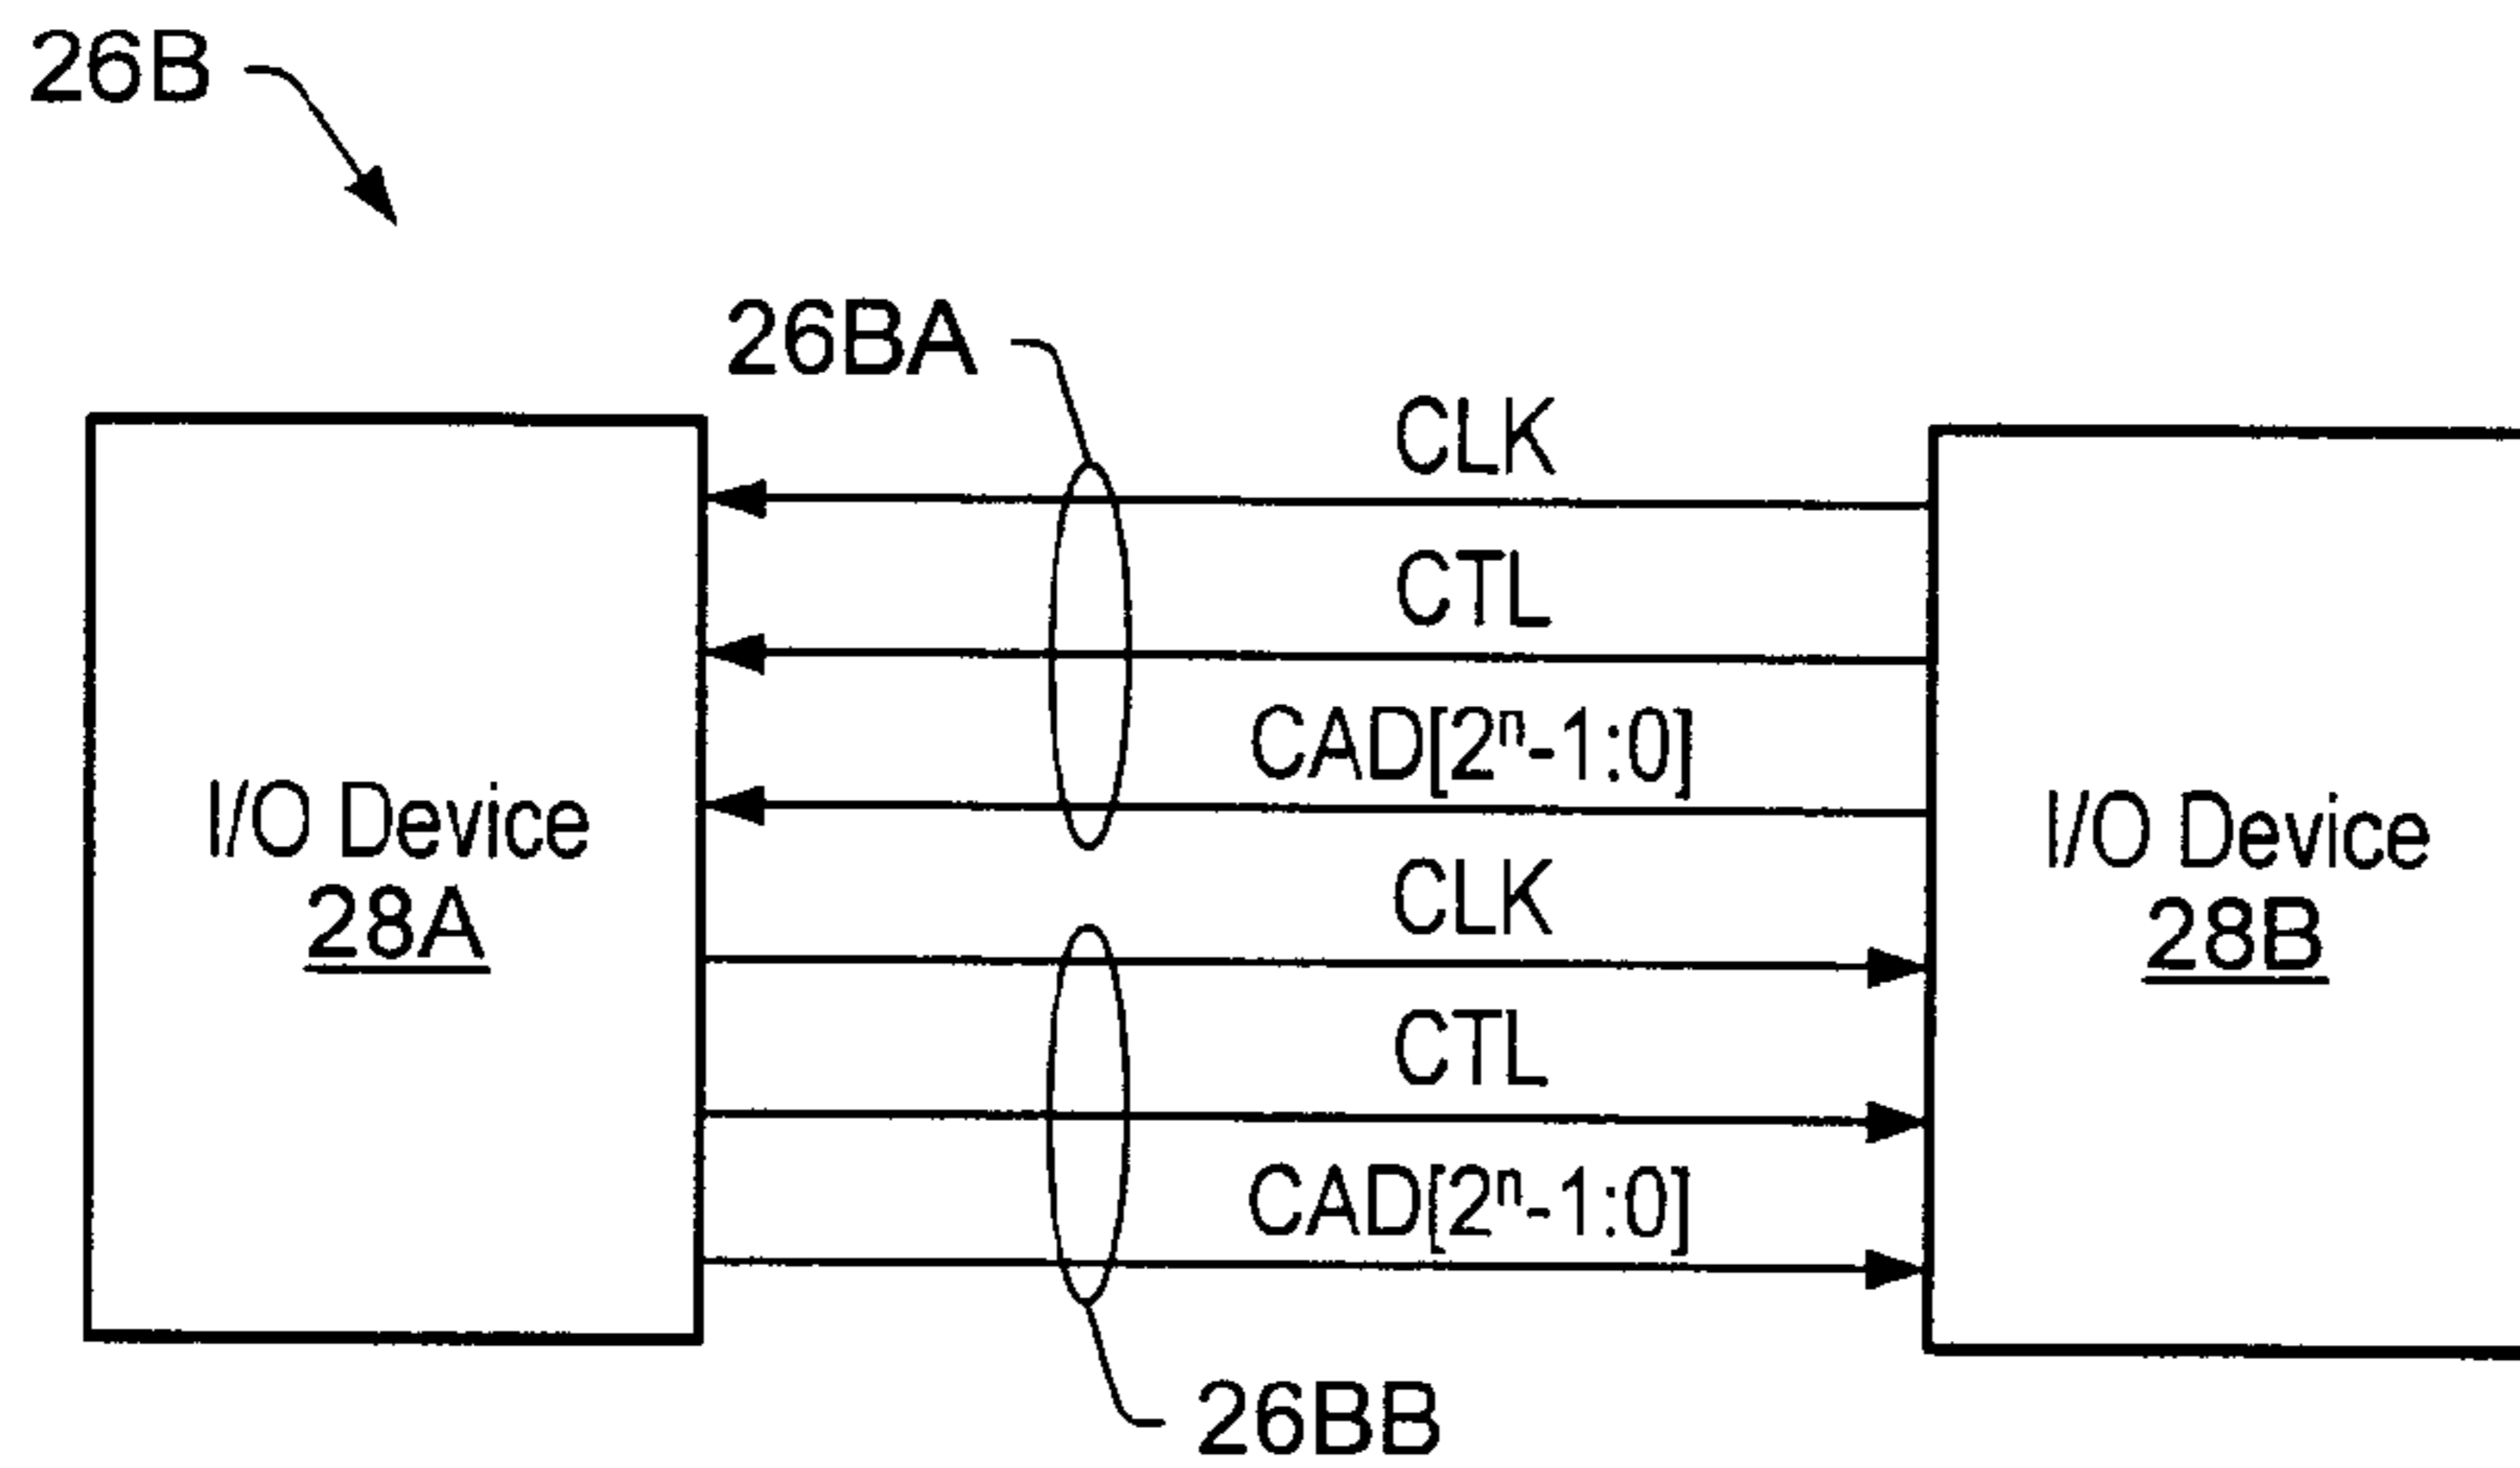 26B
26BA
CLK
CTL
CAD[2ⁿ-1:0]
I/O Device
28A
CLK
I/O Device
28B
CTL
CAD[2ⁿ-1:0]
26BB